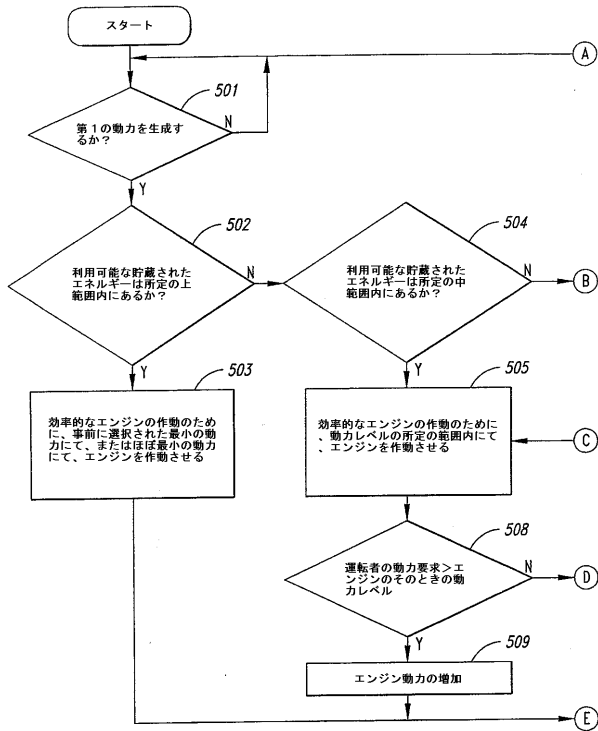 スタート
A
501
第１の動力を生成す
るか？
N
Y
502
利用可能な貯蔵された
エネルギーは所定の上
範囲内にあるか？
N
Y
504
利用可能な貯蔵された
エネルギーは所定の中
範囲内にあるか？
N
B
Y
503
効率的なエンジンの作動のため
に、事前に選択された最小の動
力にて、またはほぼ最小の動力
にて、エンジンを作動させる
505
効率的なエンジンの作動のために
、動力レベルの所定の範囲内にて
、エンジンを作動させる
C
508
運転者の動力要求＞エ
ンジンのそのときの動
力レベル
N
D
Y
509
エンジン動力の増加
E